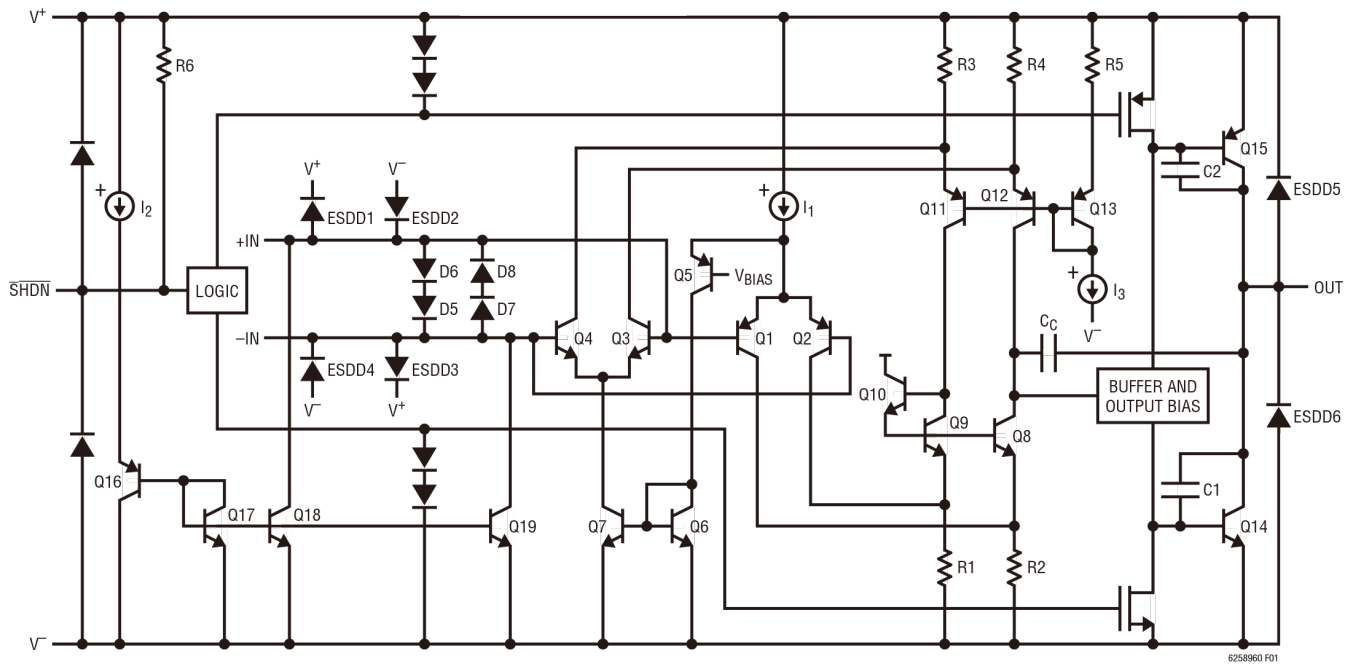 V+
R6
R3
R4
R5
Q15
C2
+
I2
V+
V−
ESDD1
ESDD2
+
I1
Q11
Q12
Q13
ESDD5
+IN
D6
D8
Q5
VBIAS
+
I3
SHDN
LOGIC
D5
D7
OUT
−IN
Q4
Q3
Q1
Q2
V−
CC
ESDD4
ESDD3
V−
V+
Q10
BUFFER AND
OUTPUT BIAS
Q9
Q8
ESDD6
Q16
C1
Q17
Q18
Q19
Q7
Q6
Q14
R1
R2
V−
6258960 F01